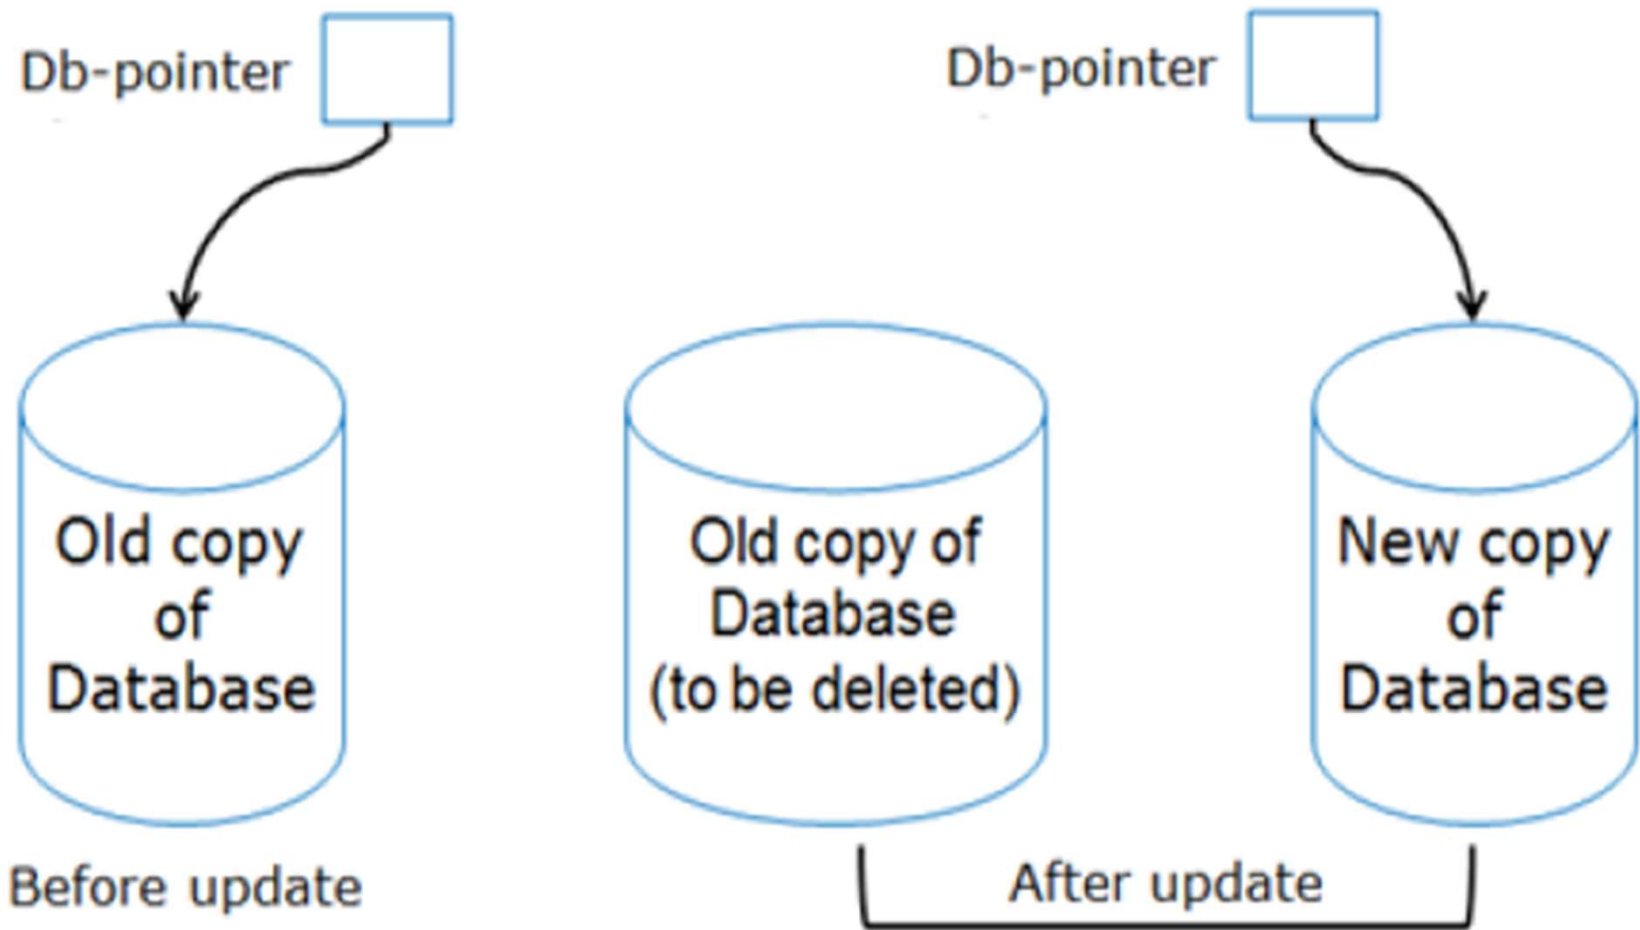 Db-pointer
Db-pointer
Old copy
of
Database
Old copy of
Database
(to be deleted)
New copy
of
Database
Before update
After update